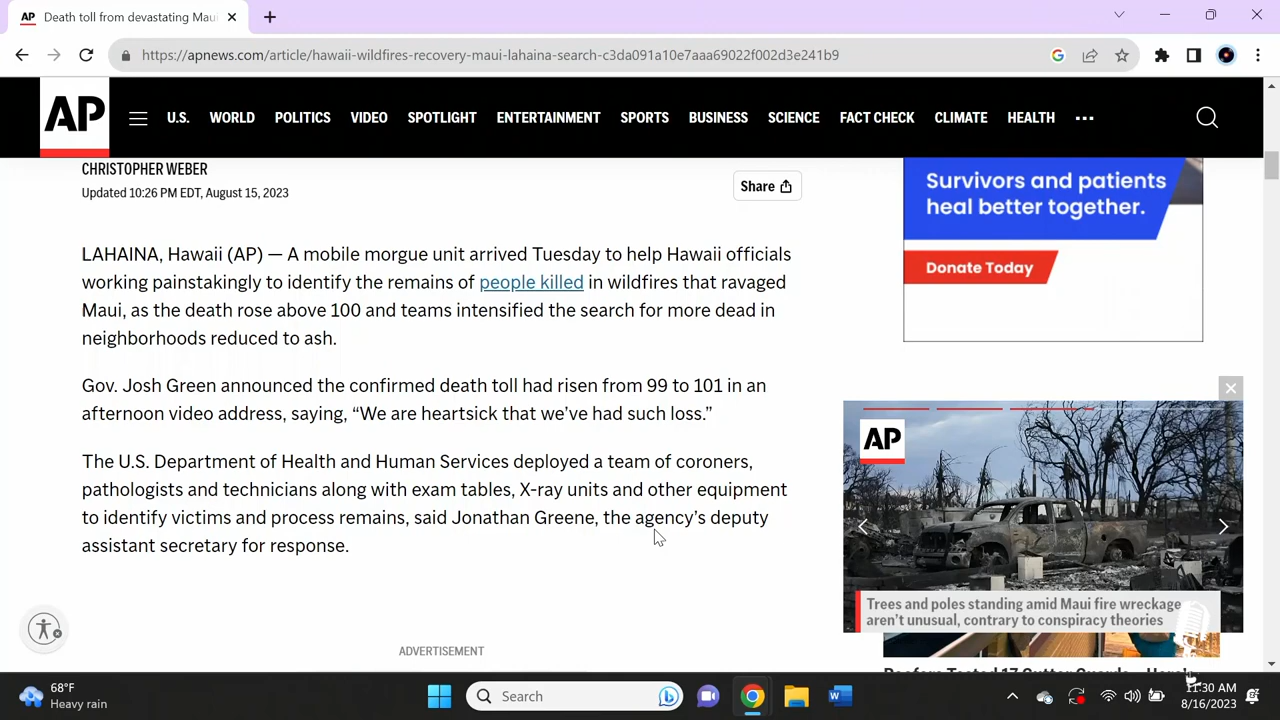 AP Death toll from devastating Maui
https://apnews.com/article/hawaii-wildfires-recovery-maui-lahaina-search-c3da091a10e7aaa69022f002d3e241b9
AP U.S. WORLD POLITICS VIDEO SPOTLIGHT ENTERTAINMENT SPORTS BUSINESS SCIENCE FACT CHECK CLIMATE HEALTH
CHRISTOPHER WEBER
Updated 10:26 PM EDT, August 15, 2023
Share
LAHAINA, Hawaii (AP) — A mobile morgue unit arrived Tuesday to help Hawaii officials
working painstakingly to identify the remains of people killed in wildfires that ravaged
Maui, as the death rose above 100 and teams intensified the search for more dead in
neighborhoods reduced to ash.
Gov. Josh Green announced the confirmed death toll had risen from 99 to 101 in an
afternoon video address, saying, “We are heartsick that we’ve had such loss.”
The U.S. Department of Health and Human Services deployed a team of coroners,
pathologists and technicians along with exam tables, X-ray units and other equipment
to identify victims and process remains, said Jonathan Greene, the agency’s deputy
assistant secretary for response.
ADVERTISEMENT
Survivors and patients
heal better together.
Donate Today
AP
Trees and poles standing amid Maui fire wreckage
aren’t unusual, contrary to conspiracy theories
68°F
Heavy rain
Search
11:30 AM
8/16/2023